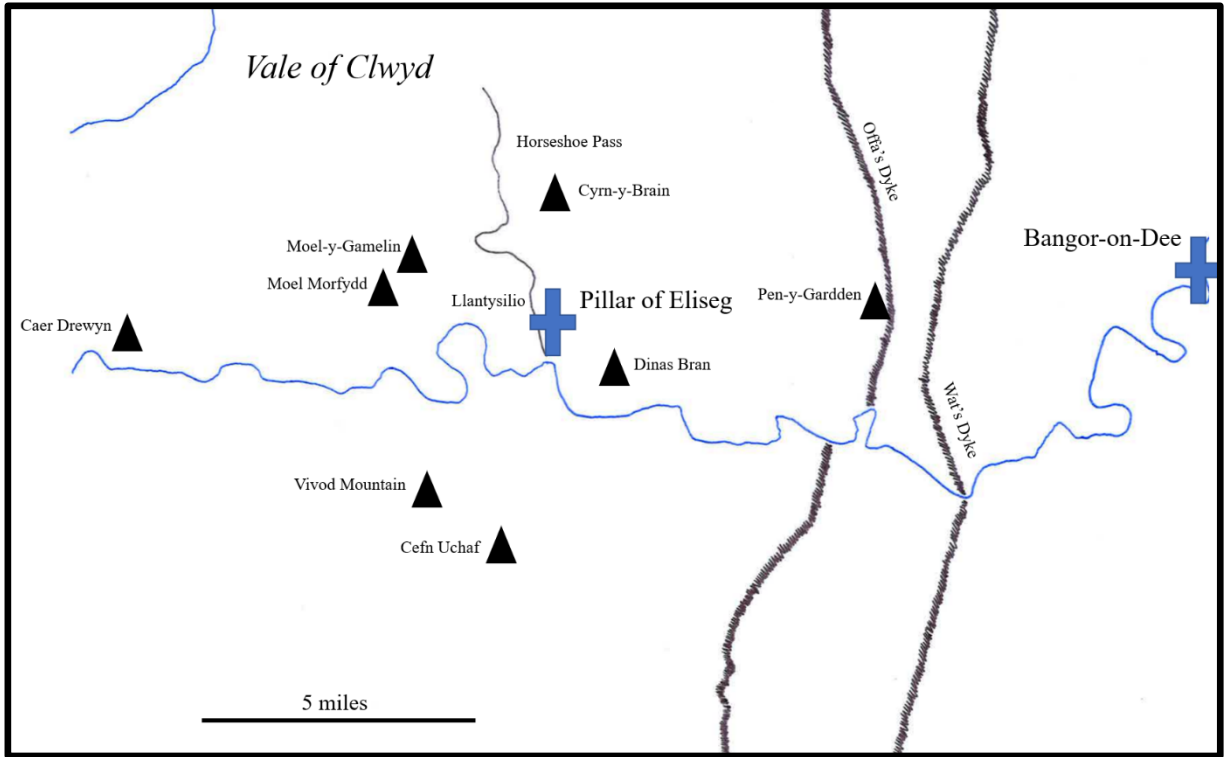 Vale of Clwyd
Horseshoe Pass
Offa's Dyke
Cyrn-y-Brain
Moel-y-Gamelin
Bangor-on-Dee
Moel Morfydd
Llantysilio
Pillar of Eliseg
Pen-y-Gardden
Caer Drewyn
Dinas Bran
Wat's Dyke
Vivod Mountain
Cefn Uchaf
5 miles